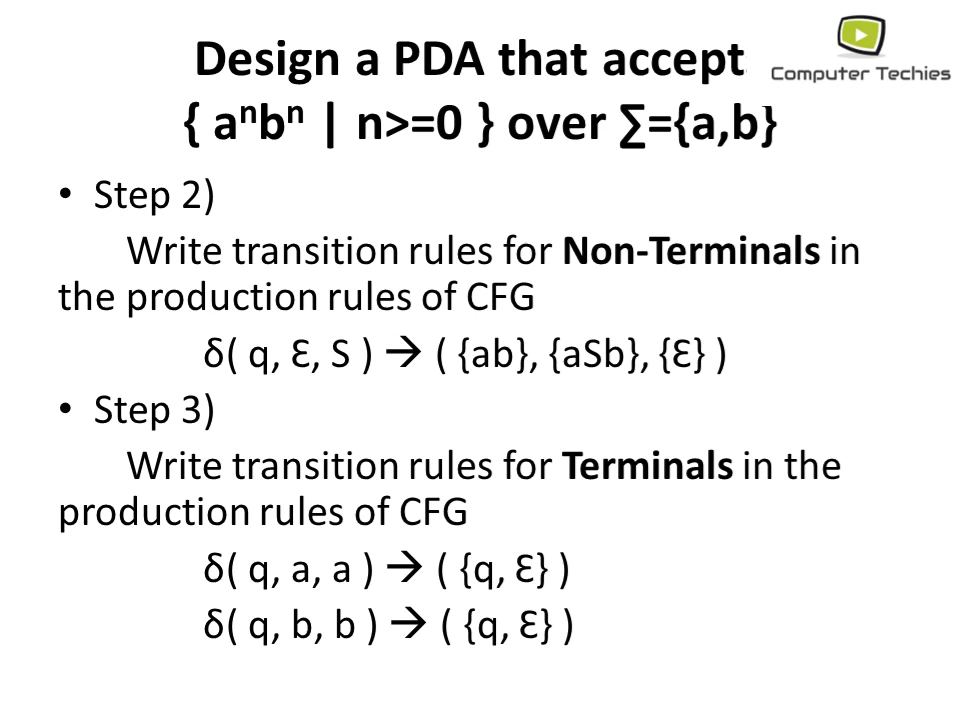 Design a PDA that accept
Computer Techies
{ aⁿbⁿ | n>=0 } over ∑={a,b}
• Step 2)
Write transition rules for Non-Terminals in
the production rules of CFG
δ( q, Ɛ, S ) → ( {ab}, {aSb}, {Ɛ} )
• Step 3)
Write transition rules for Terminals in the
production rules of CFG
δ( q, a, a ) → ( {q, Ɛ} )
δ( q, b, b ) → ( {q, Ɛ} )